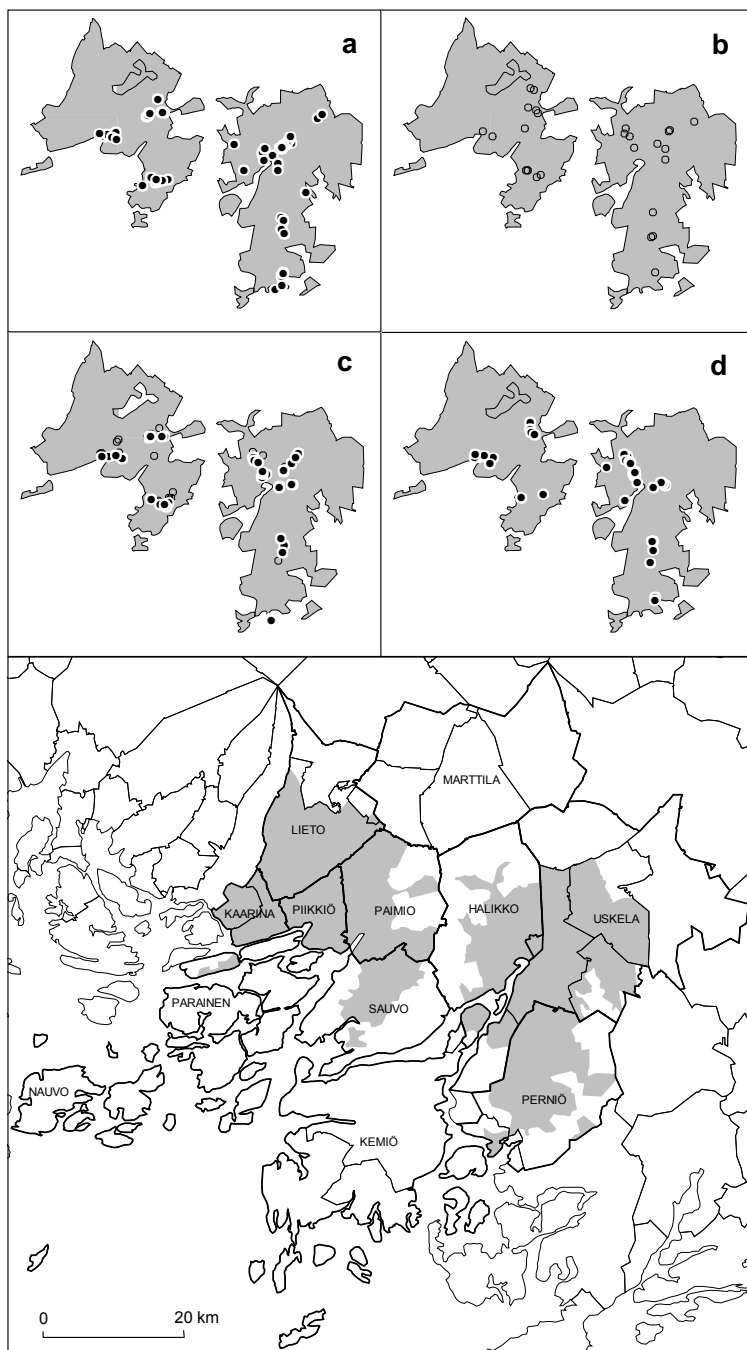 a
b
c
d
MARTTILA
LIETO
KAARINA
PIIKKIÖ
PAIMIO
HALIKKO
USKELA
PARAINEN
SAUVO
NAUVO
PERNIÖ
KEMIÖ
0 20 km